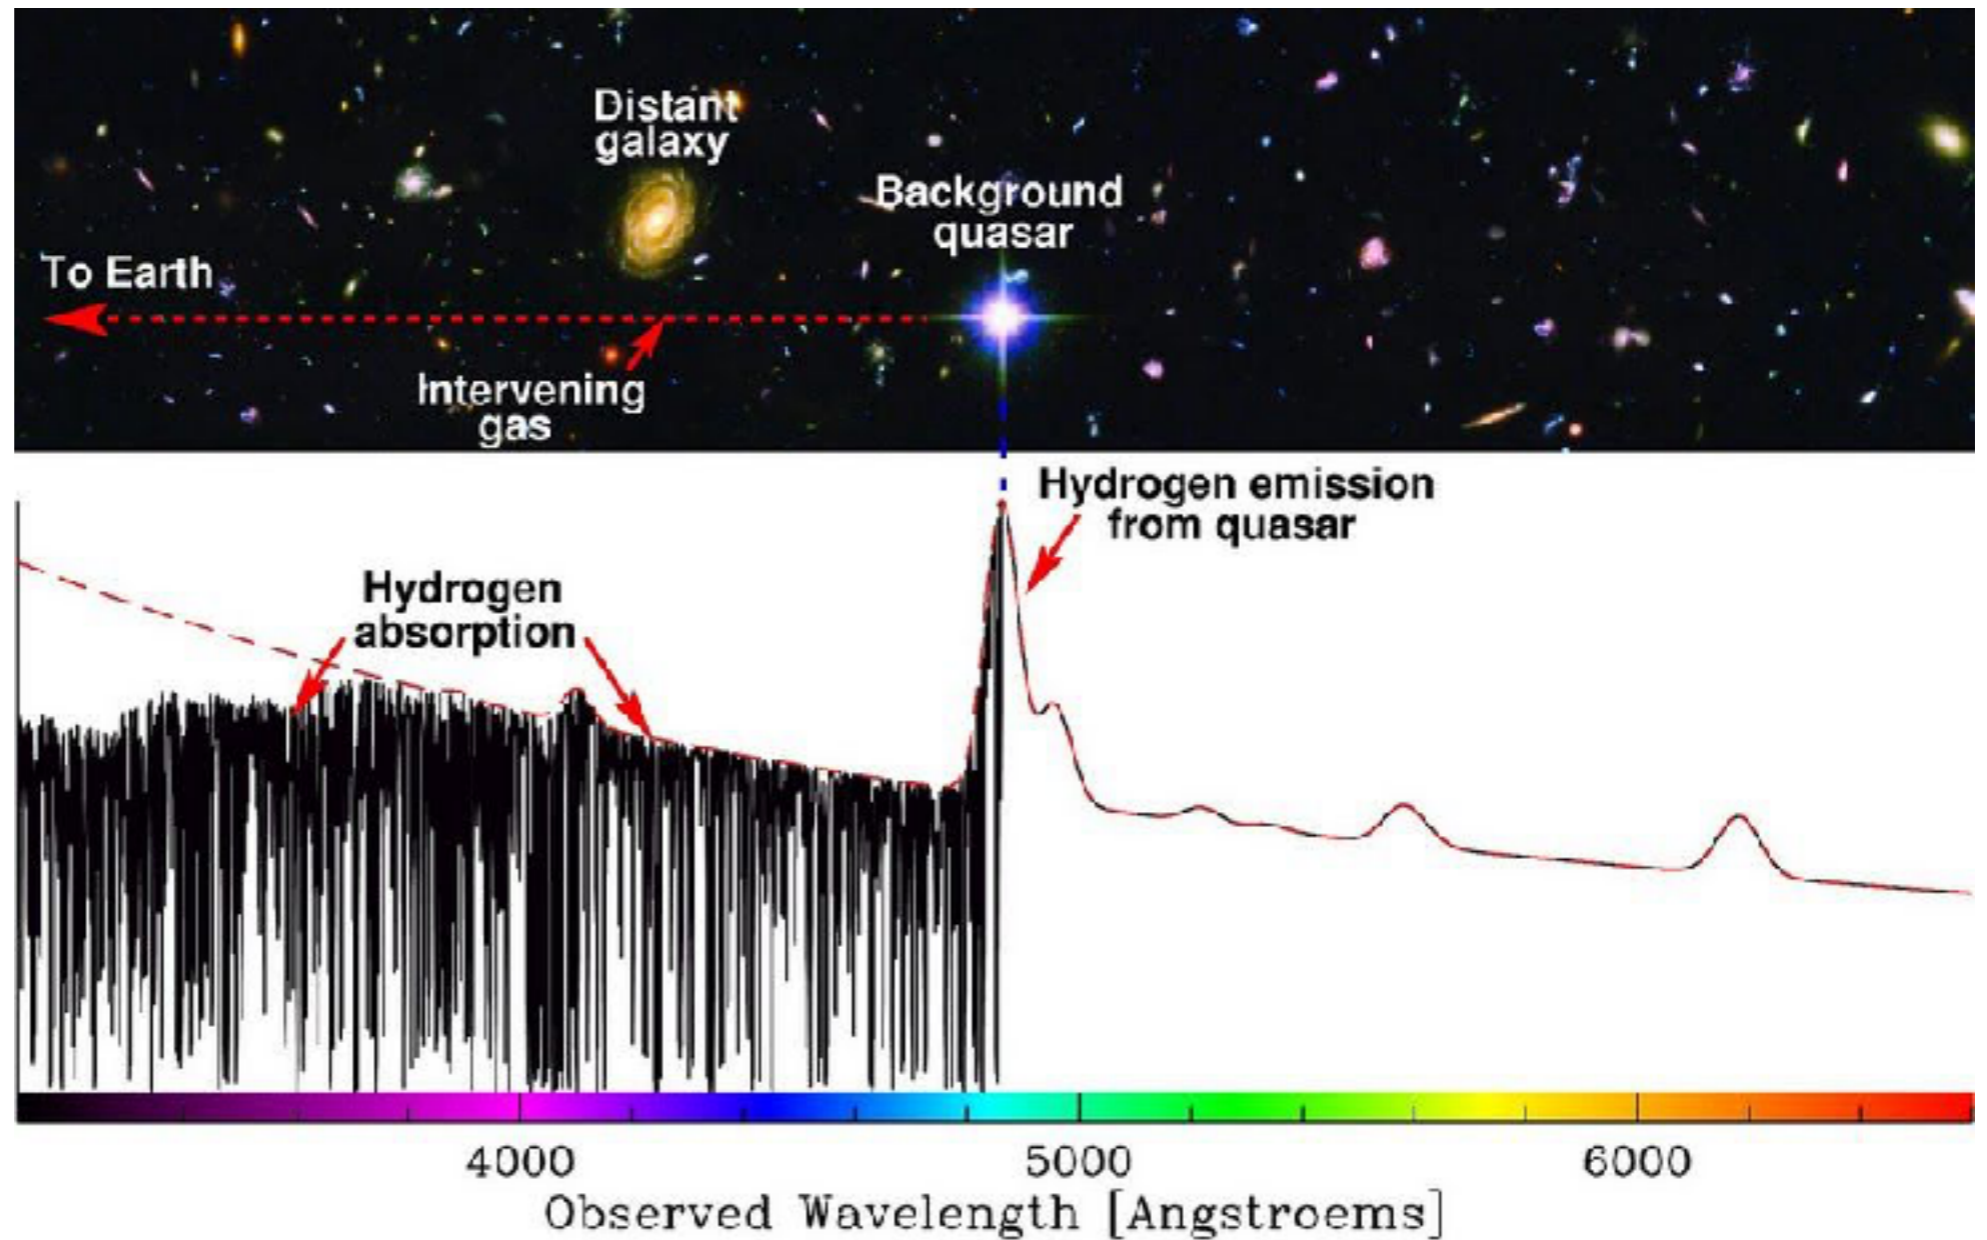 Distant
galaxy
Background
quasar
To Earth
Intervening
gas
Hydrogen emission
from quasar
Hydrogen
absorption
4000 5000 6000
Observed Wavelength [Angstroems]